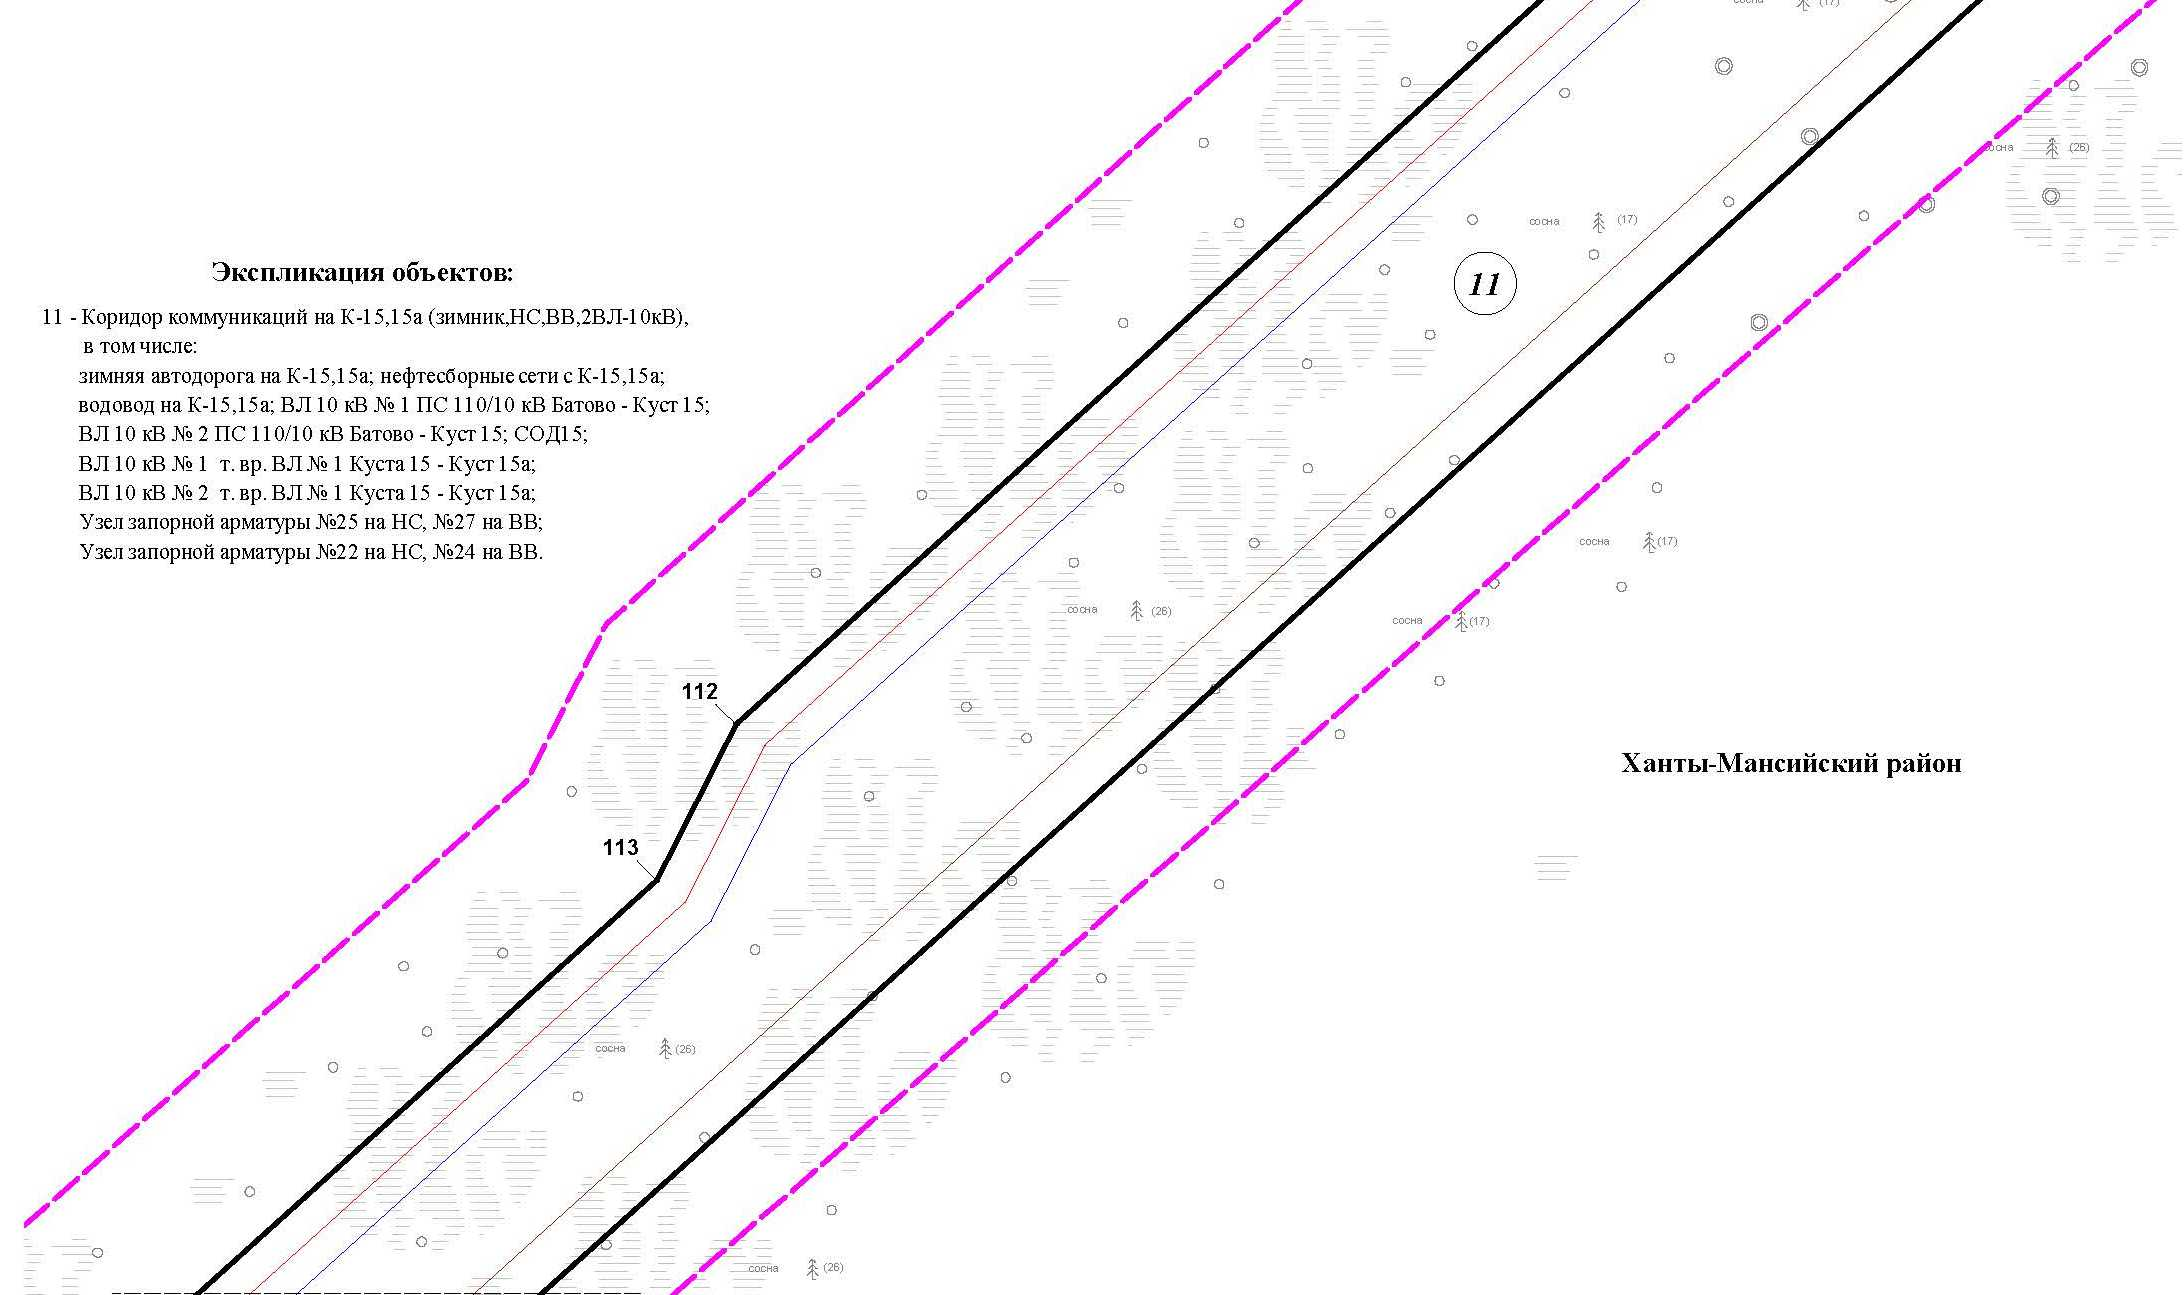 сосна (17)
сосна (26)
сосна (17)
Экспликация объектов:
11
11 - Коридор коммуникаций на К-15,15а (зимник,НС,ВВ,2ВЛ-10кВ),
в том числе:
зимняя автодорога на К-15,15а; нефтесборные сети с К-15,15а;
водовод на К-15,15а; ВЛ 10 кВ № 1 ПС 110/10 кВ Батово - Куст 15;
ВЛ 10 кВ № 2 ПС 110/10 кВ Батово - Куст 15; СОД15;
ВЛ 10 кВ № 1 т. вр. ВЛ № 1 Куста 15 - Куст 15а;
ВЛ 10 кВ № 2 т. вр. ВЛ № 1 Куста 15 - Куст 15а;
Узел запорной арматуры №25 на НС, №27 на ВВ;
Узел запорной арматуры №22 на НС, №24 на ВВ.
сосна (17)
сосна (26)
сосна (17)
112
Ханты-Мансийский район
113
сосна (26)
сосна (26)